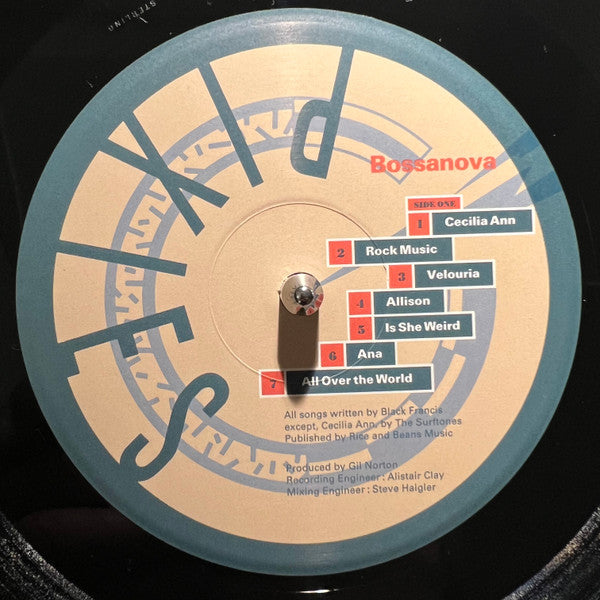 STERLING
PIXIES
Bossanova
SIDE ONE
1 Cecilia Ann
2 Rock Music
3 Velouria
4 Allison
5 Is She Weird
6 Ana
7 All Over the World
All songs written by Black Francis
except, Cecilia Ann, by The Surftones
Published by Rice and Beans Music
Produced by Gil Norton
Recording Engineer : Alistair Clay
Mixing Engineer : Steve Haigler